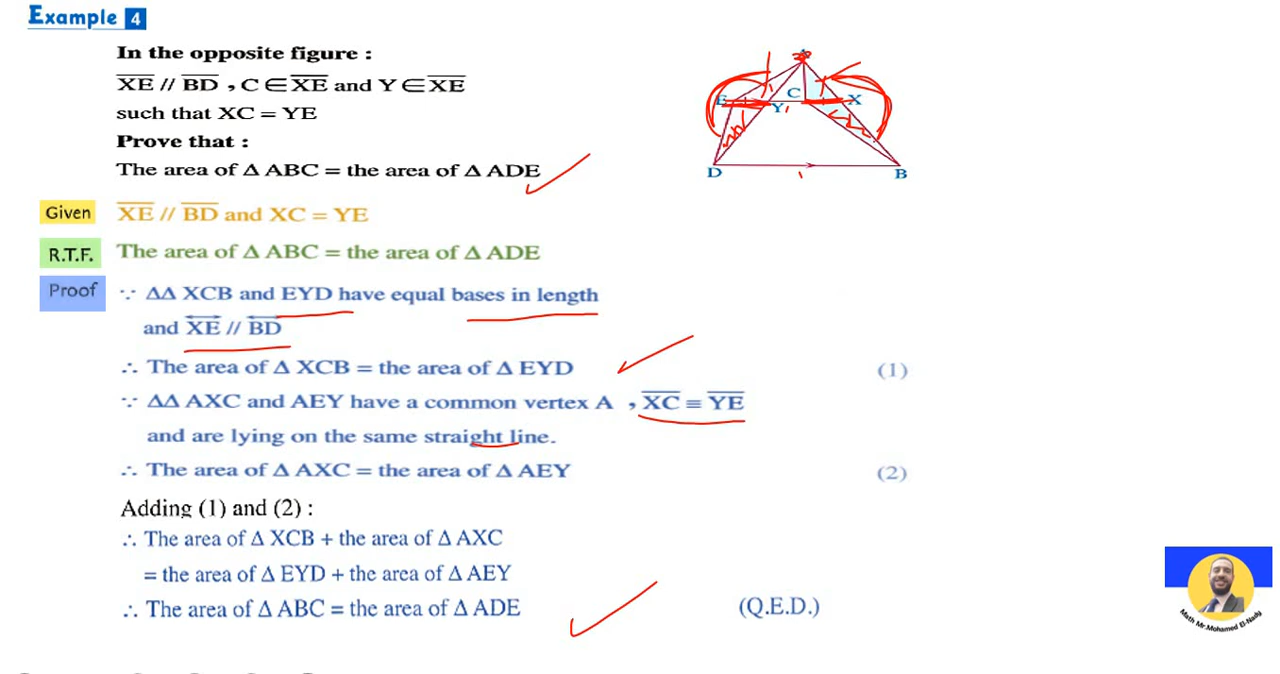 Example 4
In the opposite figure :
XE // BD , C ∈ XE and Y ∈ XE
such that XC = YE
Prove that :
The area of Δ ABC = the area of Δ ADE
E
Y
C
X
D
B
Given
XE // BD and XC = YE
R.T.F.
The area of Δ ABC = the area of Δ ADE
Proof
∵ ΔΔ XCB and EYD have equal bases in length
and XE // BD
∴ The area of Δ XCB = the area of Δ EYD (1)
∵ ΔΔ AXC and AEY have a common vertex A , XC ≡ YE
and are lying on the same straight line.
∴ The area of Δ AXC = the area of Δ AEY (2)
Adding (1) and (2) :
∴ The area of Δ XCB + the area of Δ AXC
= the area of Δ EYD + the area of Δ AEY
∴ The area of Δ ABC = the area of Δ ADE (Q.E.D.)
Math Mr.Mohamed El-Nady